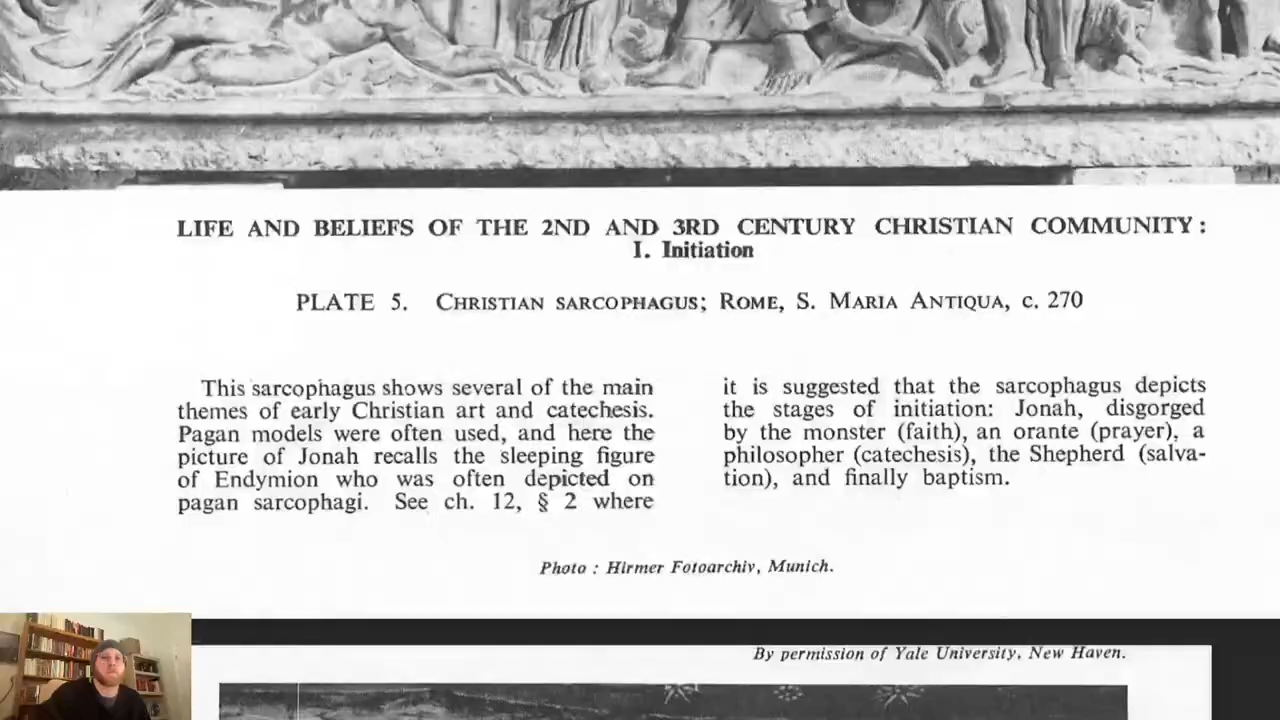 LIFE AND BELIEFS OF THE 2ND AND 3RD CENTURY CHRISTIAN COMMUNITY:
I. Initiation
PLATE 5. CHRISTIAN SARCOPHAGUS; ROME, S. MARIA ANTIQUA, c. 270
This sarcophagus shows several of the main
themes of early Christian art and catechesis.
Pagan models were often used, and here the
picture of Jonah recalls the sleeping figure
of Endymion who was often depicted on
pagan sarcophagi. See ch. 12, § 2 where
it is suggested that the sarcophagus depicts
the stages of initiation: Jonah, disgorged
by the monster (faith), an orante (prayer), a
philosopher (catechesis), the Shepherd (salva-
tion), and finally baptism.
Photo : Hirmer Fotoarchiv, Munich.
By permission of Yale University, New Haven.